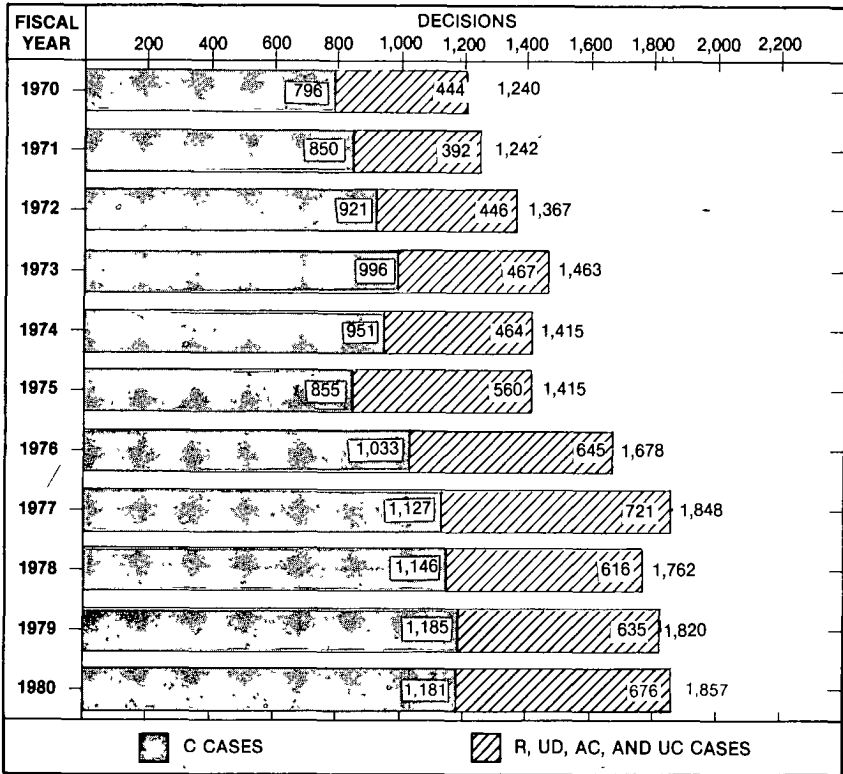 FISCAL YEAR
DECISIONS
200 400 600 800 1,000 1,200 1,400 1,600 1,800 2,000 2,200
1970 796 444 1,240
1971 850 392 1,242
1972 921 446 1,367
1973 996 467 1,463
1974 951 464 1,415
1975 855 560 1,415
1976 1,033 645 1,678
1977 1,127 721 1,848
1978 1,146 616 1,762
1979 1,185 635 1,820
1980 1,181 676 1,857
C CASES
R, UD, AC, AND UC CASES